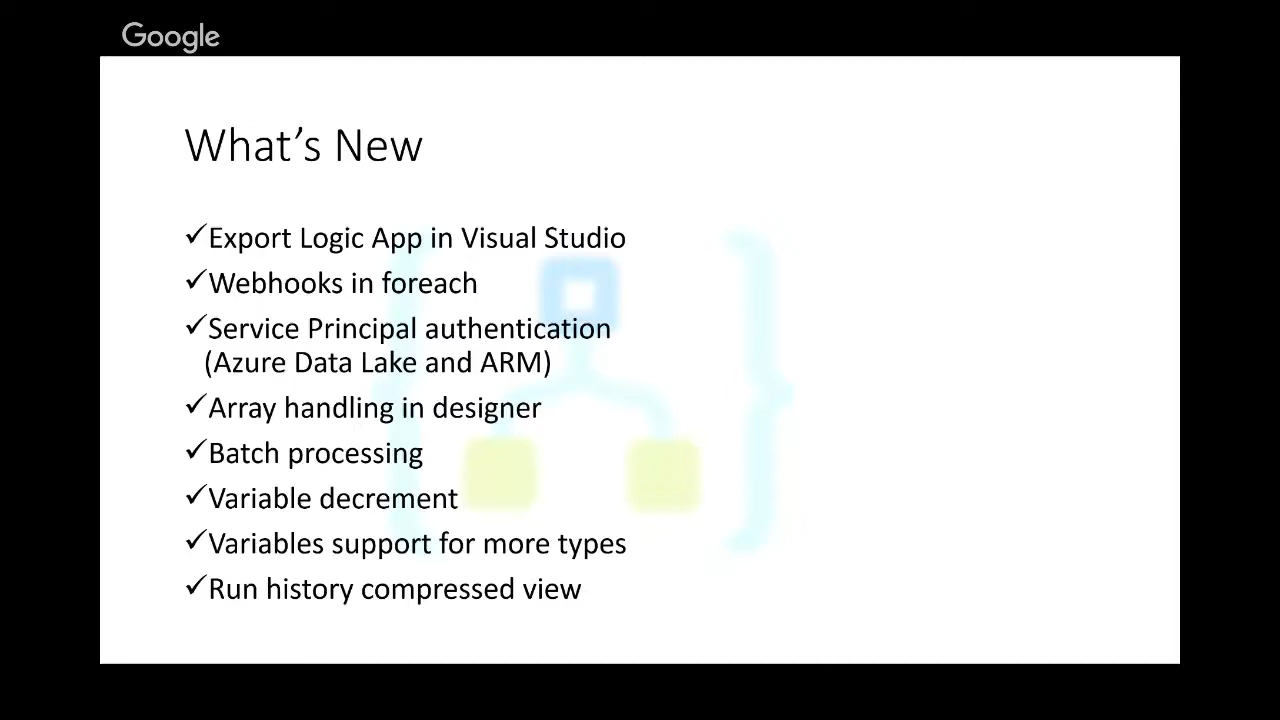 Google
What’s New
✓Export Logic App in Visual Studio
✓Webhooks in foreach
✓Service Principal authentication
(Azure Data Lake and ARM)
✓Array handling in designer
✓Batch processing
✓Variable decrement
✓Variables support for more types
✓Run history compressed view